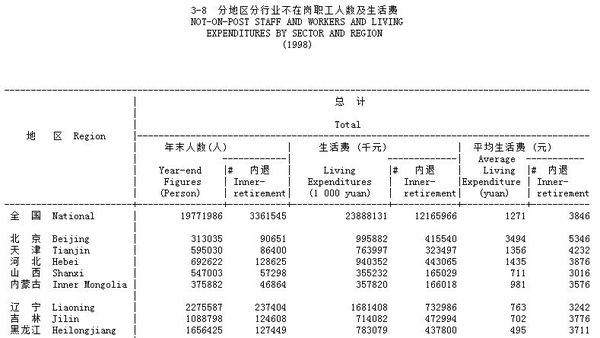 3-8 分地区分行业不在岗职工人数及生活费
NOT-ON-POST STAFF AND WORKERS AND LIVING
EXPENDITURES BY SECTOR AND REGION
(1998)
总 计
Total
地 区 Region
年末人数(人) 生活费 (千元) 平均生活费 (元)
# 内退 # 内退 Average # 内退
Year-end Inner- Living Inner- Living Inner-
Figures retirement Expenditures retirement Expenditure retirement
(Person) (1 000 yuan) (yuan)
全 国 National 19771986 3361545 23888131 12165966 1271 3846
北 京 Beijing 313035 90651 995882 415540 3494 5346
天 津 Tianjin 595030 86400 763997 323497 1356 4232
河 北 Hebei 692622 128625 940352 443065 1435 3876
山 西 Shanxi 547003 57298 355232 165029 711 3016
内蒙古 Inner Mongolia 375882 46864 357820 166018 981 3576
辽 宁 Liaoning 2275587 237404 1681408 732986 763 3242
吉 林 Jilin 1088798 124608 714082 472994 702 3776
黑龙江 Heilongjiang 1656425 127449 783079 437800 495 3711